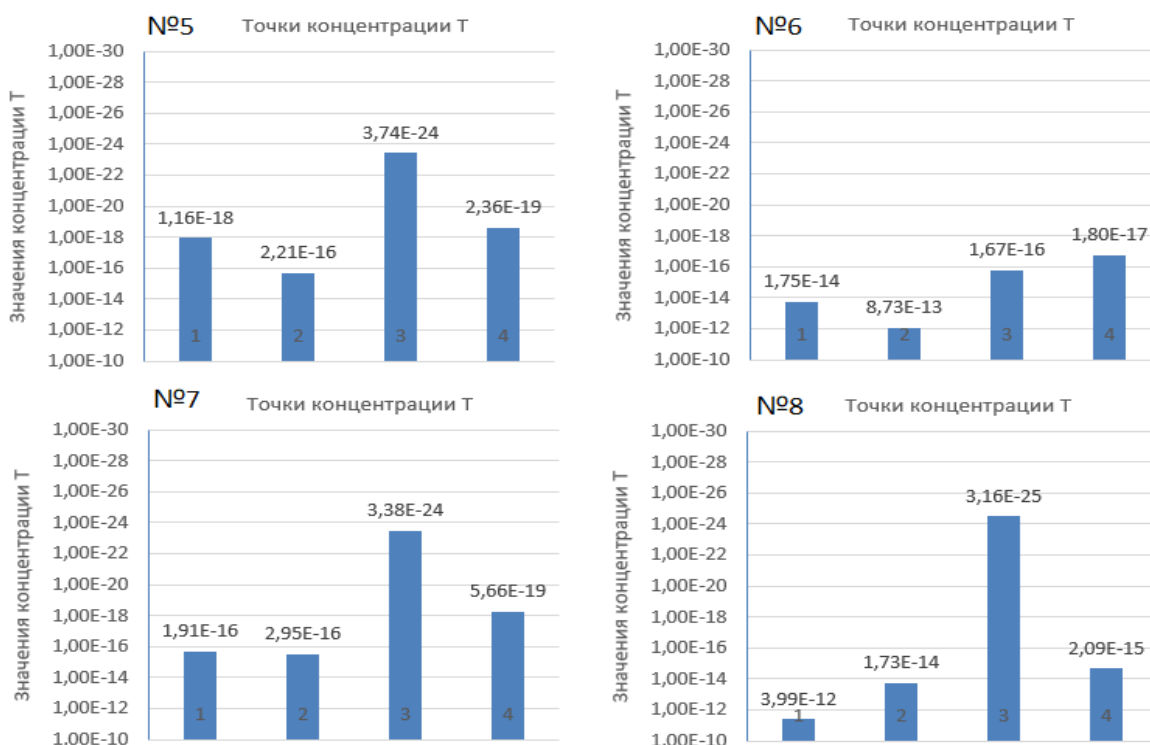 №5 Точки концентрации Т
Значения концентрации Т
1,00E-30
1,00E-28
1,00E-26
1,00E-24
1,00E-22
1,00E-20
1,00E-18
1,00E-16
1,00E-14
1,00E-12
1,00E-10
1,16E-18
2,21E-16
3,74E-24
2,36E-19
1 2 3 4
№6 Точки концентрации Т
Значения концентрации Т
1,00E-30
1,00E-28
1,00E-26
1,00E-24
1,00E-22
1,00E-20
1,00E-18
1,00E-16
1,00E-14
1,00E-12
1,00E-10
1,75E-14
8,73E-13
1,67E-16
1,80E-17
1 2 3 4
№7 Точки концентрации Т
Значения концентрации Т
1,00E-30
1,00E-28
1,00E-26
1,00E-24
1,00E-22
1,00E-20
1,00E-18
1,00E-16
1,00E-14
1,00E-12
1,00E-10
1,91E-16
2,95E-16
3,38E-24
5,66E-19
1 2 3 4
№8 Точки концентрации Т
Значения концентрации Т
1,00E-30
1,00E-28
1,00E-26
1,00E-24
1,00E-22
1,00E-20
1,00E-18
1,00E-16
1,00E-14
1,00E-12
1,00E-10
3,99E-12
1,73E-14
3,16E-25
2,09E-15
1 2 3 4